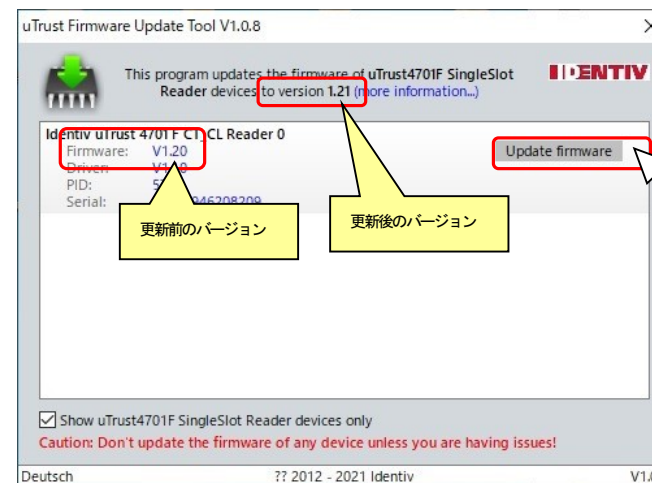 uTrust Firmware Update Tool V1.0.8
This program updates the firmware of uTrust4701F SingleSlot
Reader devices to version 1.21 (more information...)
IDENTIV
Identiv uTrust 4701 F CT_CL Reader 0
Firmware: V1.20
Update firmware
PID:
Serial: 946208209
更新前のバージョン
更新後のバージョン
Show uTrust4701F SingleSlot Reader devices only
Caution: Don't update the firmware of any device unless you are having issues!
Deutsch
?? 2012 - 2021 Identiv